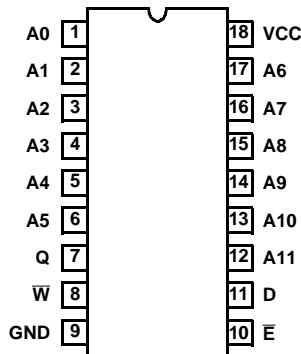 A0 1 18 VCC
A1 2 17 A6
A2 3 16 A7
A3 4 15 A8
A4 5 14 A9
A5 6 13 A10
Q 7 12 A11
W̅ 8 11 D
GND 9 10 E̅